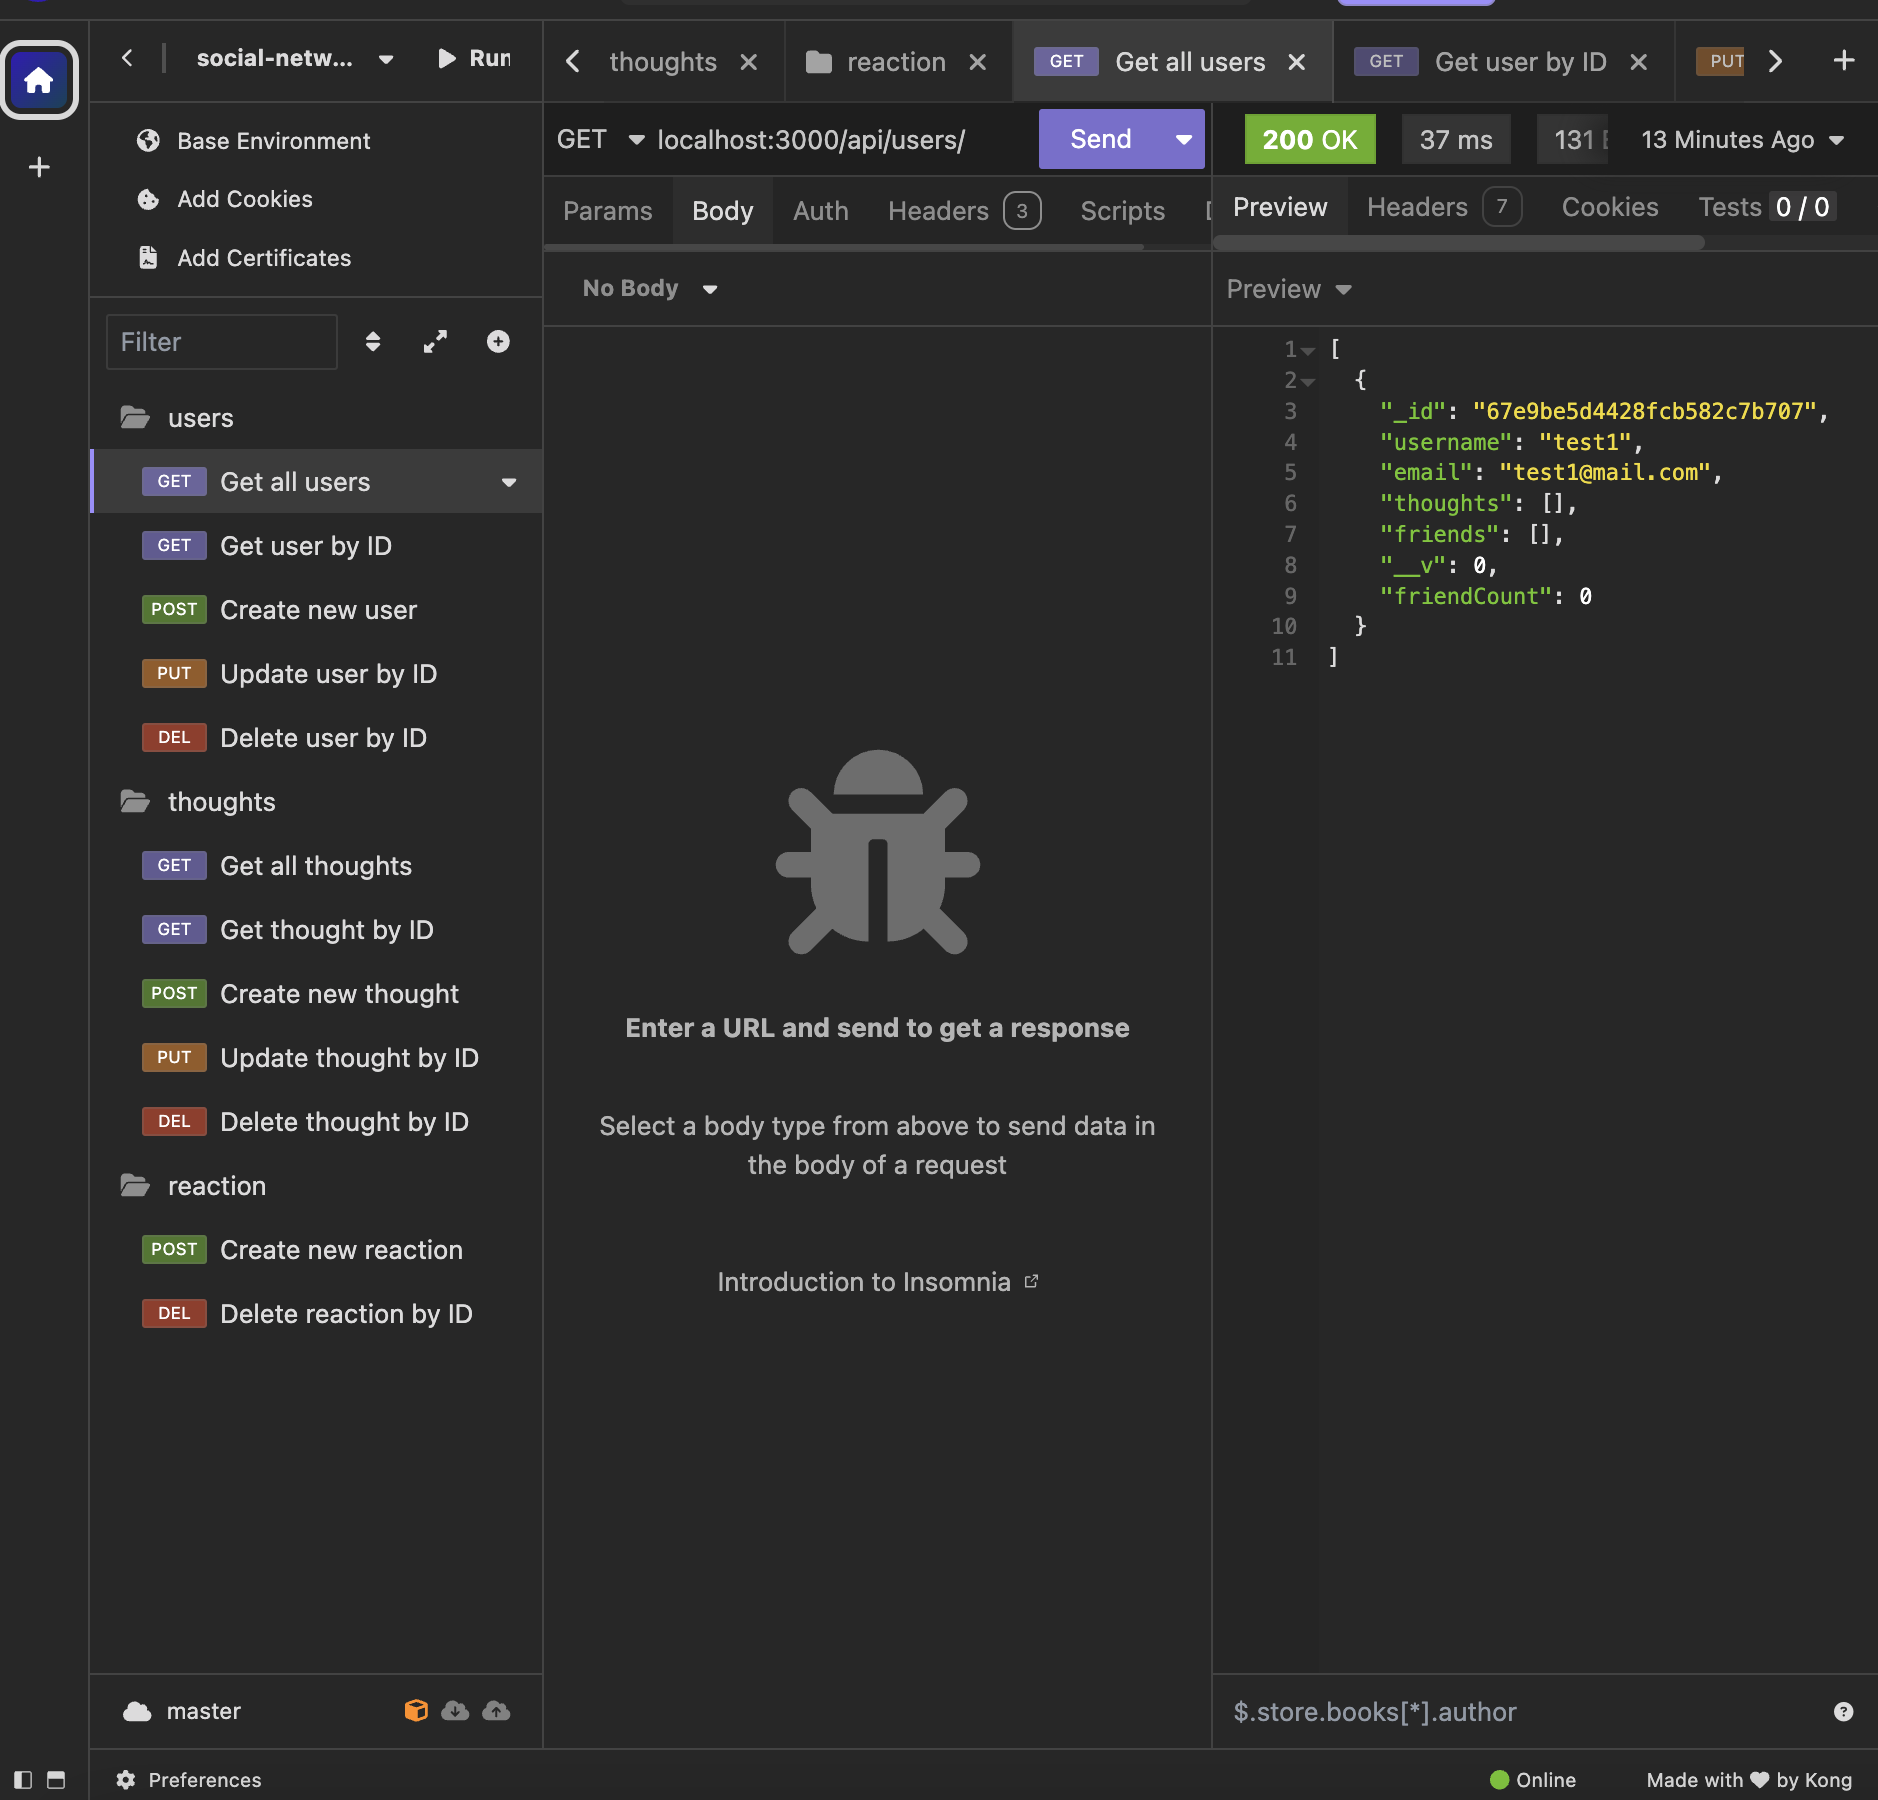 social-netw...
Run
Base Environment
Add Cookies
Add Certificates
Filter
users
GET Get all users
GET Get user by ID
POST Create new user
PUT Update user by ID
DEL Delete user by ID
thoughts
GET Get all thoughts
GET Get thought by ID
POST Create new thought
PUT Update thought by ID
DEL Delete thought by ID
reaction
POST Create new reaction
DEL Delete reaction by ID
master
Preferences
thoughts
reaction
GET Get all users
GET Get user by ID
PUT
GET localhost:3000/api/users/
Send
Params Body Auth Headers 3 Scripts
No Body
Enter a URL and send to get a response
Select a body type from above to send data in
the body of a request
Introduction to Insomnia
200 OK 37 ms 131 13 Minutes Ago
Preview Headers 7 Cookies Tests 0 / 0
Preview
1 [
2 {
3 "_id": "67e9be5d4428fcb582c7b707",
4 "username": "test1",
5 "email": "test1@mail.com",
6 "thoughts": [],
7 "friends": [],
8 "__v": 0,
9 "friendCount": 0
10 }
11 ]
$.store.books[*].author
Online
Made with ♥ by Kong